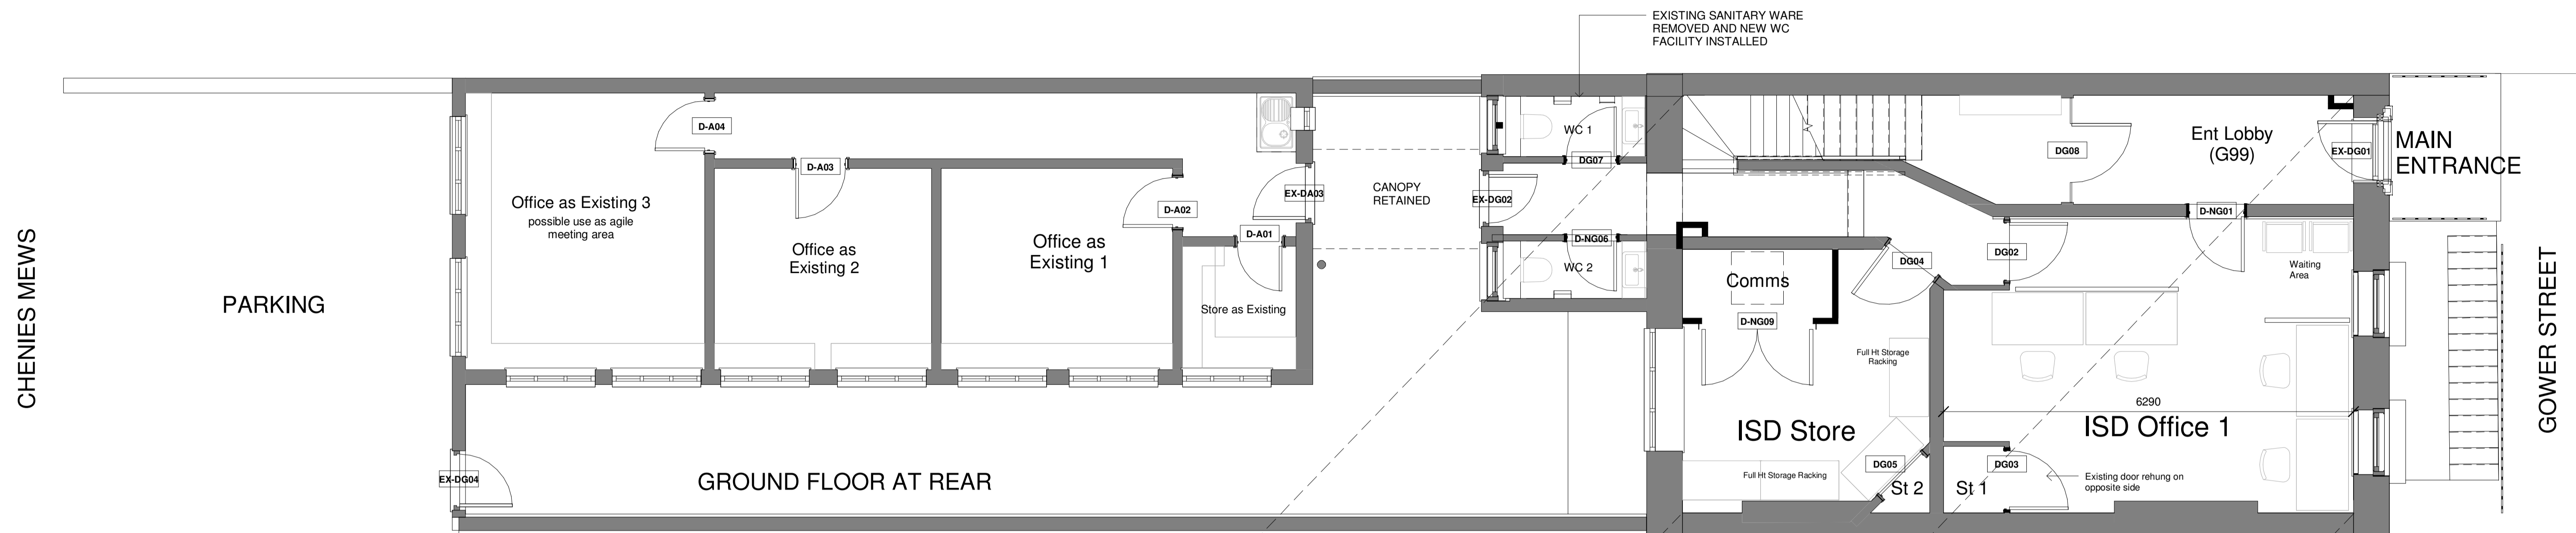 EXISTING SANITARY WARE
REMOVED AND NEW WC
FACILITY INSTALLED
CHENIES MEWS
PARKING
EX-DG04
GROUND FLOOR AT REAR
Office as Existing 3
possible use as agile
meeting area
D-A04
D-A03
Office as
Existing 2
Office as
Existing 1
D-A02
D-A01
Store as Existing
EX-DA03
CANOPY
RETAINED
EX-DG02
WC 1
DG07
D-NG06
WC 2
Comms
D-NG09
DG04
Full Ht Storage
Racking
ISD Store
Full Ht Storage Racking
DG05
St 2
St 1
DG03
Existing door rehung on
opposite side
DG02
DG08
Ent Lobby
(G99)
D-NG01
EX-DG01
Waiting
Area
6290
ISD Office 1
MAIN
ENTRANCE
GOWER STREET